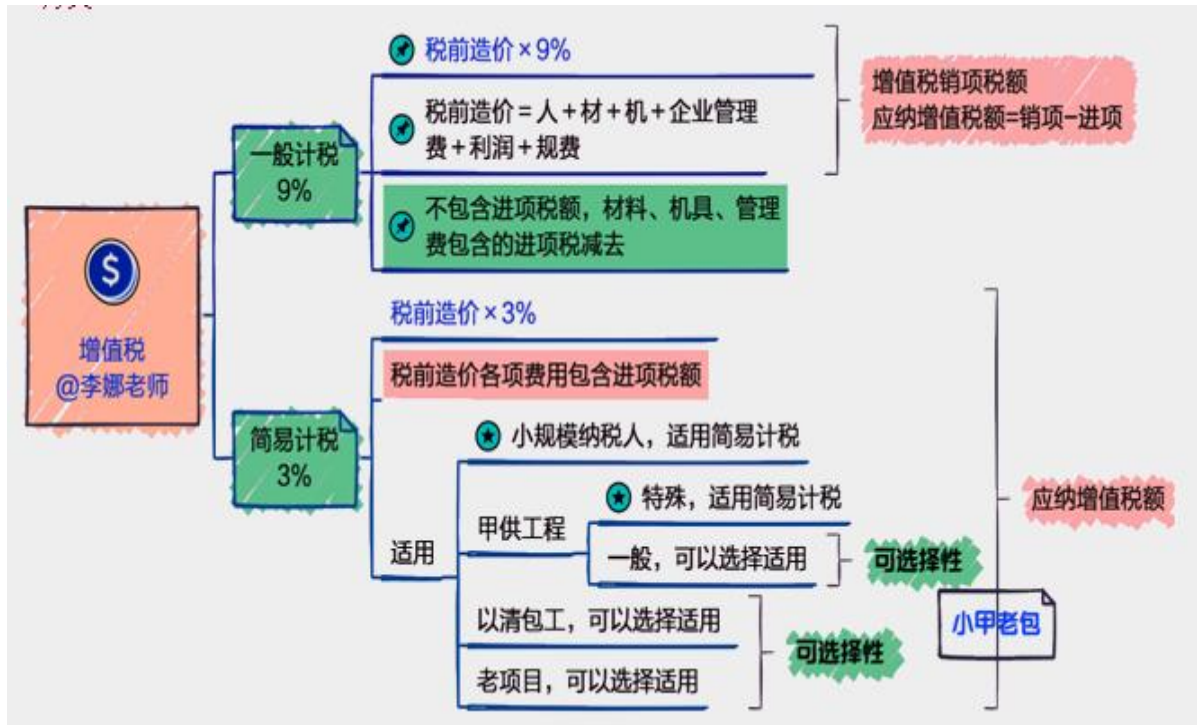 税前造价×9%
税前造价=人+材+机+企业管理
费+利润+规费
不包含进项税额，材料、机具、管理
费包含的进项税减去
增值税销项税额
应纳增值税额=销项-进项
一般计税
9%
$
增值税
@李娜老师
税前造价×3%
税前造价各项费用包含进项税额
简易计税
3%
适用
小规模纳税人，适用简易计税
甲供工程
特殊，适用简易计税
一般，可以选择适用
可选择性
以清包工，可以选择适用
老项目，可以选择适用
可选择性
应纳增值税额
小甲老包